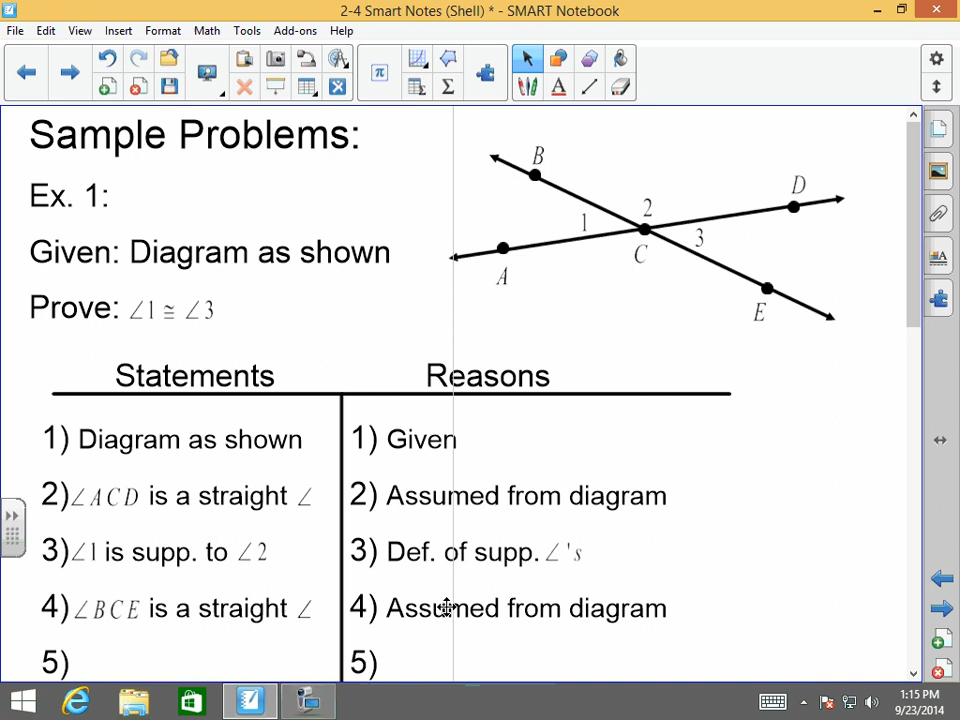 2-4 Smart Notes (Shell) * - SMART Notebook
File Edit View Insert Format Math Tools Add-ons Help
Sample Problems:
Ex. 1:
Given: Diagram as shown
Prove: ∠1 ≅ ∠3
B
D
2
1
3
C
A
E
Statements Reasons
1) Diagram as shown 1) Given
2) ∠ACD is a straight ∠ 2) Assumed from diagram
3) ∠1 is supp. to ∠2 3) Def. of supp. ∠'s
4) ∠BCE is a straight ∠ 4) Assumed from diagram
5) 5)
1:15 PM
9/23/2014